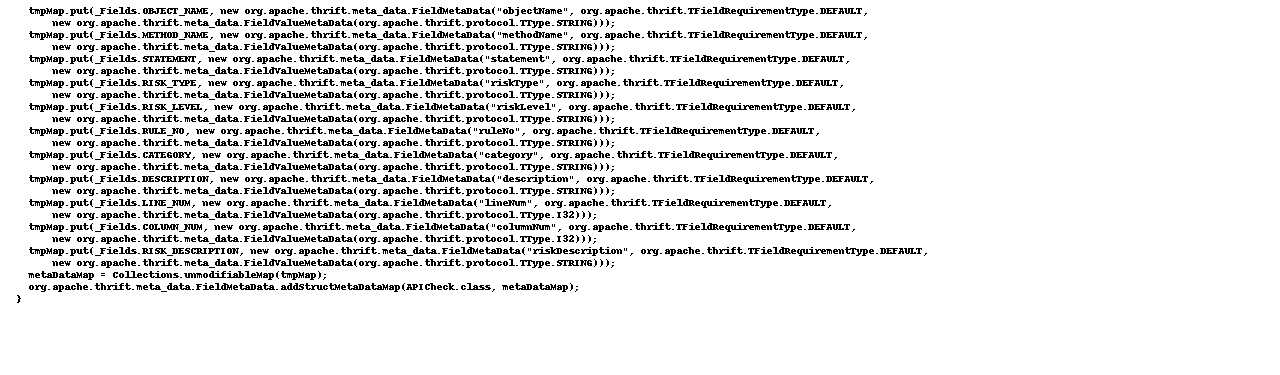 tmpMap.put(_Fields.OBJECT_NAME, new org.apache.thrift.meta_data.FieldMetaData("objectName", org.apache.thrift.TFieldRequirementType.DEFAULT,
new org.apache.thrift.meta_data.FieldValueMetaData(org.apache.thrift.protocol.TType.STRING)));
tmpMap.put(_Fields.METHOD_NAME, new org.apache.thrift.meta_data.FieldMetaData("methodName", org.apache.thrift.TFieldRequirementType.DEFAULT,
new org.apache.thrift.meta_data.FieldValueMetaData(org.apache.thrift.protocol.TType.STRING)));
tmpMap.put(_Fields.STATEMENT, new org.apache.thrift.meta_data.FieldMetaData("statement", org.apache.thrift.TFieldRequirementType.DEFAULT,
new org.apache.thrift.meta_data.FieldValueMetaData(org.apache.thrift.protocol.TType.STRING)));
tmpMap.put(_Fields.RISK_TYPE, new org.apache.thrift.meta_data.FieldMetaData("riskType", org.apache.thrift.TFieldRequirementType.DEFAULT,
new org.apache.thrift.meta_data.FieldValueMetaData(org.apache.thrift.protocol.TType.STRING)));
tmpMap.put(_Fields.RISK_LEVEL, new org.apache.thrift.meta_data.FieldMetaData("riskLevel", org.apache.thrift.TFieldRequirementType.DEFAULT,
new org.apache.thrift.meta_data.FieldValueMetaData(org.apache.thrift.protocol.TType.STRING)));
tmpMap.put(_Fields.RULE_NO, new org.apache.thrift.meta_data.FieldMetaData("ruleNo", org.apache.thrift.TFieldRequirementType.DEFAULT,
new org.apache.thrift.meta_data.FieldValueMetaData(org.apache.thrift.protocol.TType.STRING)));
tmpMap.put(_Fields.CATEGORY, new org.apache.thrift.meta_data.FieldMetaData("category", org.apache.thrift.TFieldRequirementType.DEFAULT,
new org.apache.thrift.meta_data.FieldValueMetaData(org.apache.thrift.protocol.TType.STRING)));
tmpMap.put(_Fields.DESCRIPTION, new org.apache.thrift.meta_data.FieldMetaData("description", org.apache.thrift.TFieldRequirementType.DEFAULT,
new org.apache.thrift.meta_data.FieldValueMetaData(org.apache.thrift.protocol.TType.STRING)));
tmpMap.put(_Fields.LINE_NUM, new org.apache.thrift.meta_data.FieldMetaData("lineNum", org.apache.thrift.TFieldRequirementType.DEFAULT,
new org.apache.thrift.meta_data.FieldValueMetaData(org.apache.thrift.protocol.TType.I32)));
tmpMap.put(_Fields.COLUMN_NUM, new org.apache.thrift.meta_data.FieldMetaData("columnNum", org.apache.thrift.TFieldRequirementType.DEFAULT,
new org.apache.thrift.meta_data.FieldValueMetaData(org.apache.thrift.protocol.TType.I32)));
tmpMap.put(_Fields.RISK_DESCRIPTION, new org.apache.thrift.meta_data.FieldMetaData("riskDescription", org.apache.thrift.TFieldRequirementType.DEFAULT,
new org.apache.thrift.meta_data.FieldValueMetaData(org.apache.thrift.protocol.TType.STRING)));
metaDataMap = Collections.unmodifiableMap(tmpMap);
org.apache.thrift.meta_data.FieldMetaData.addStructMetaDataMap(APICheck.class, metaDataMap);
}